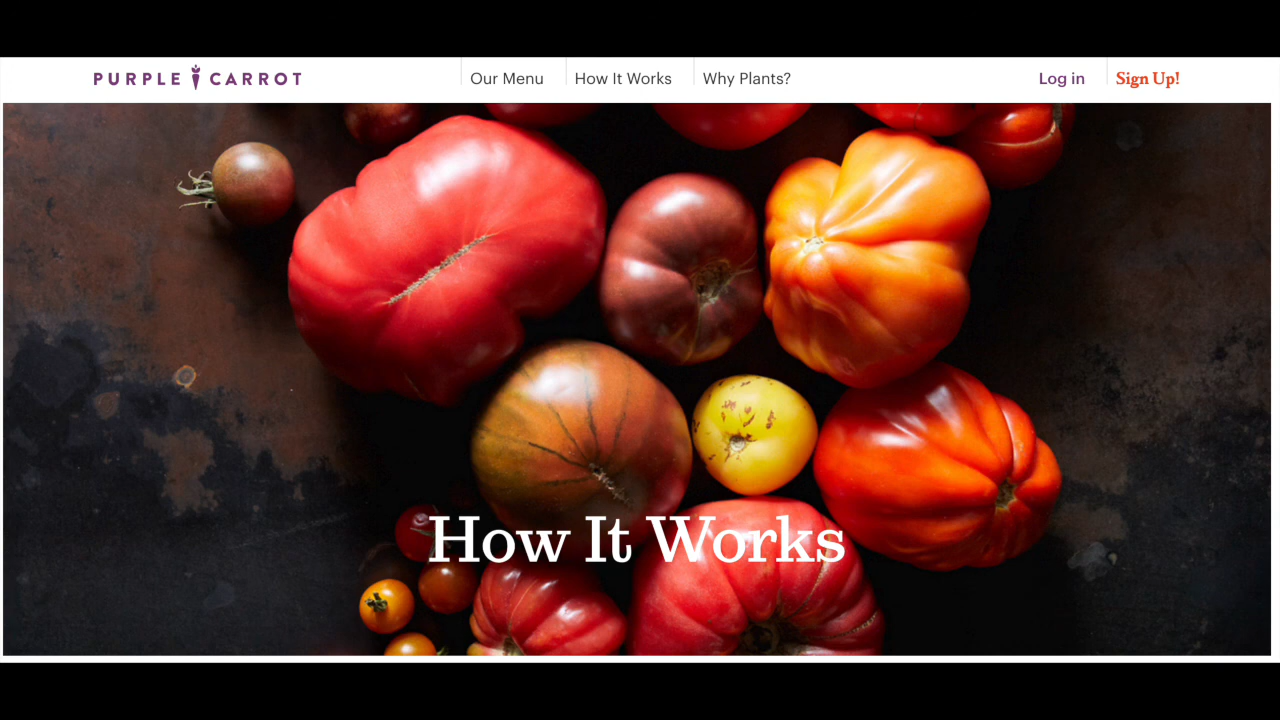 PURPLE CARROT
Our Menu
How It Works
Why Plants?
Log in
Sign Up!
How It Works